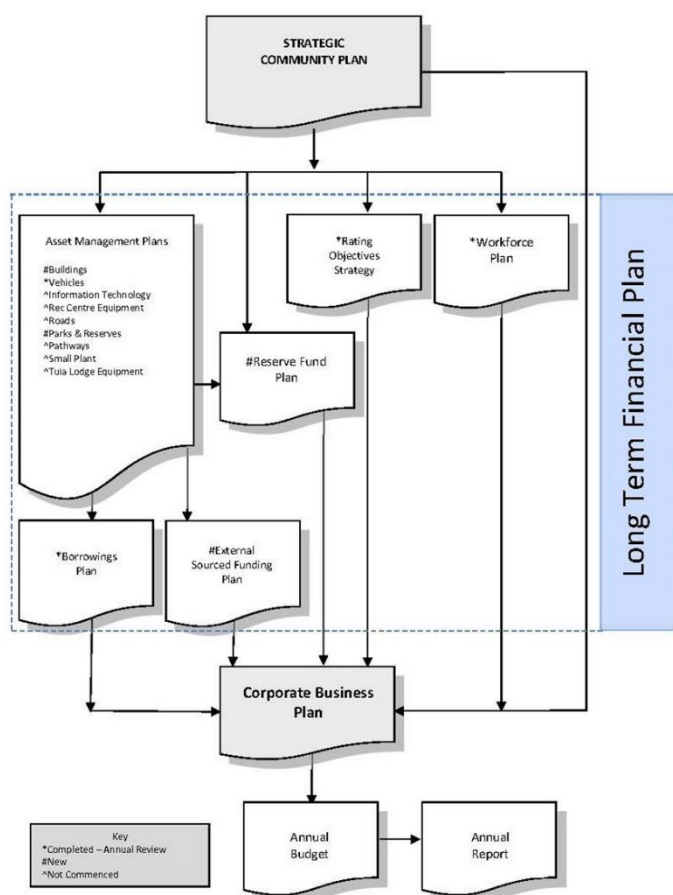 STRATEGIC
COMMUNITY PLAN
Asset Management Plans
#Buildings
*Vehicles
^Information Technology
^Rec Centre Equipment
^Roads
#Parks & Reserves
^Pathways
^Small Plant
^Tuia Lodge Equipment
*Rating
Objectives
Strategy
*Workforce
Plan
#Reserve Fund
Plan
Long Term Financial Plan
*Borrowings
Plan
#External
Sourced Funding
Plan
Corporate Business
Plan
Annual
Budget
Annual
Report
Key
*Completed – Annual Review
#New
^Not Commenced